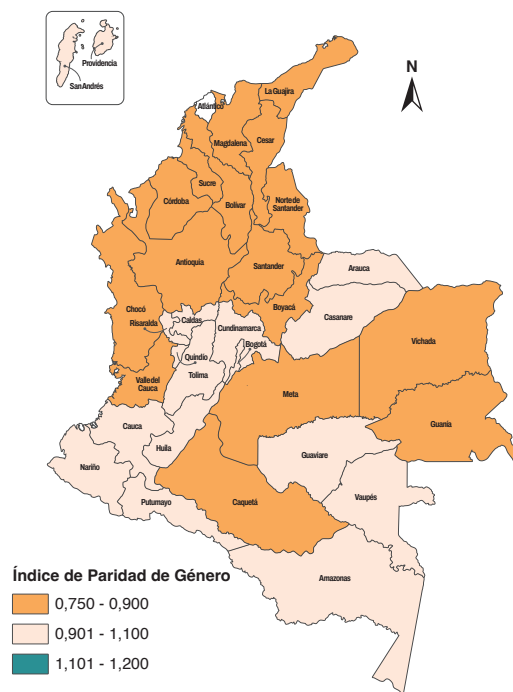 Providencia
San Andrés
N
La Guajira
Atlántico
Magdalena
Cesar
Sucre
Córdoba
Bolívar
Norte de
Santander
Antioquia
Santander
Arauca
Boyacá
Casanare
Chocó
Risaralda
Caldas
Cundinamarca
Bogotá
Vichada
Quindío
Tolima
Valle del
Cauca
Meta
Guanía
Cauca
Huila
Guaviare
Nariño
Vaupés
Putumayo
Caquetá
Amazonas
Índice de Paridad de Género
0,750 - 0,900
0,901 - 1,100
1,101 - 1,200